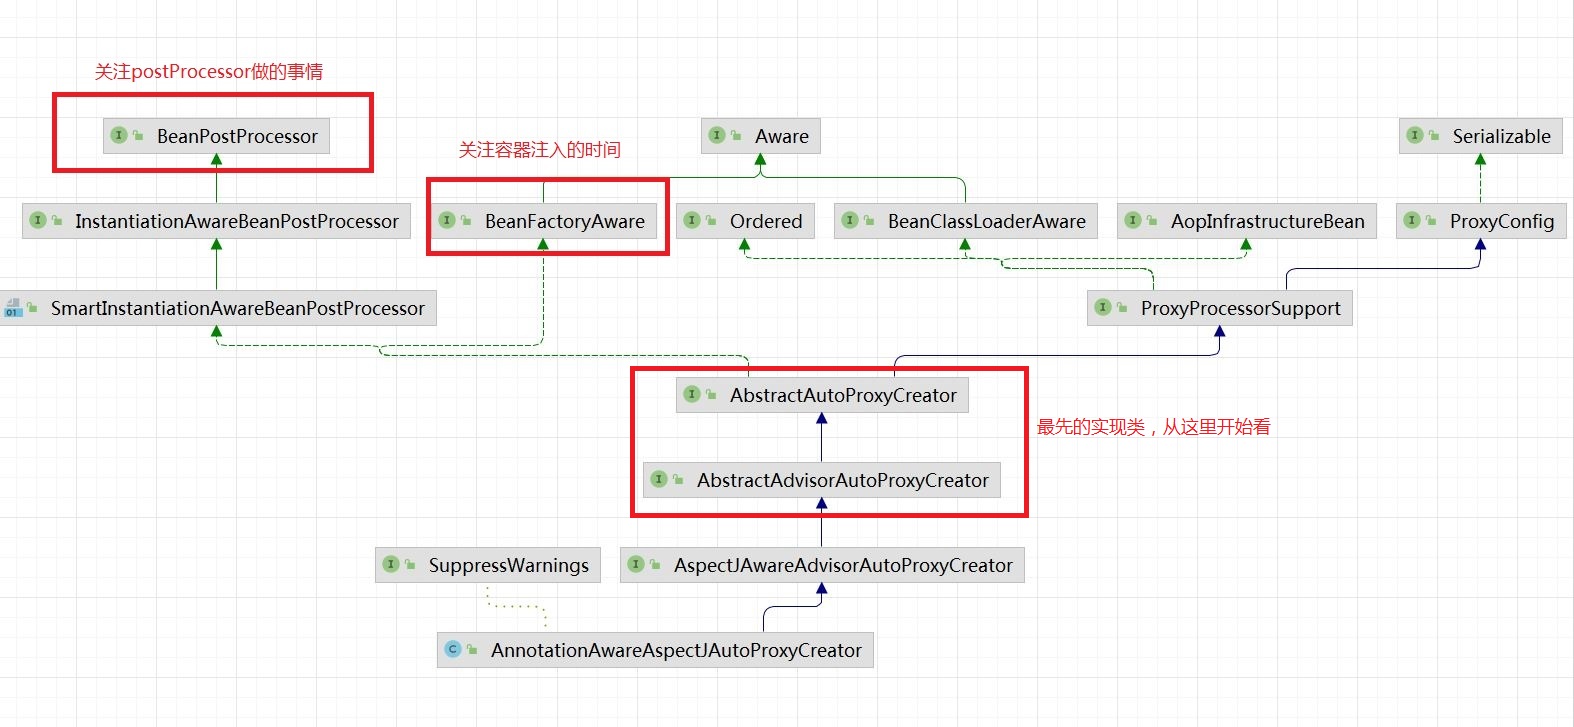 关注postProcessor做的事情
BeanPostProcessor
Aware
Serializable
关注容器注入的时间
InstantiationAwareBeanPostProcessor
BeanFactoryAware
Ordered
BeanClassLoaderAware
AopInfrastructureBean
ProxyConfig
SmartInstantiationAwareBeanPostProcessor
ProxyProcessorSupport
AbstractAutoProxyCreator
最先的实现类，从这里开始看
AbstractAdvisorAutoProxyCreator
SuppressWarnings
AspectJAwareAdvisorAutoProxyCreator
AnnotationAwareAspectJAutoProxyCreator